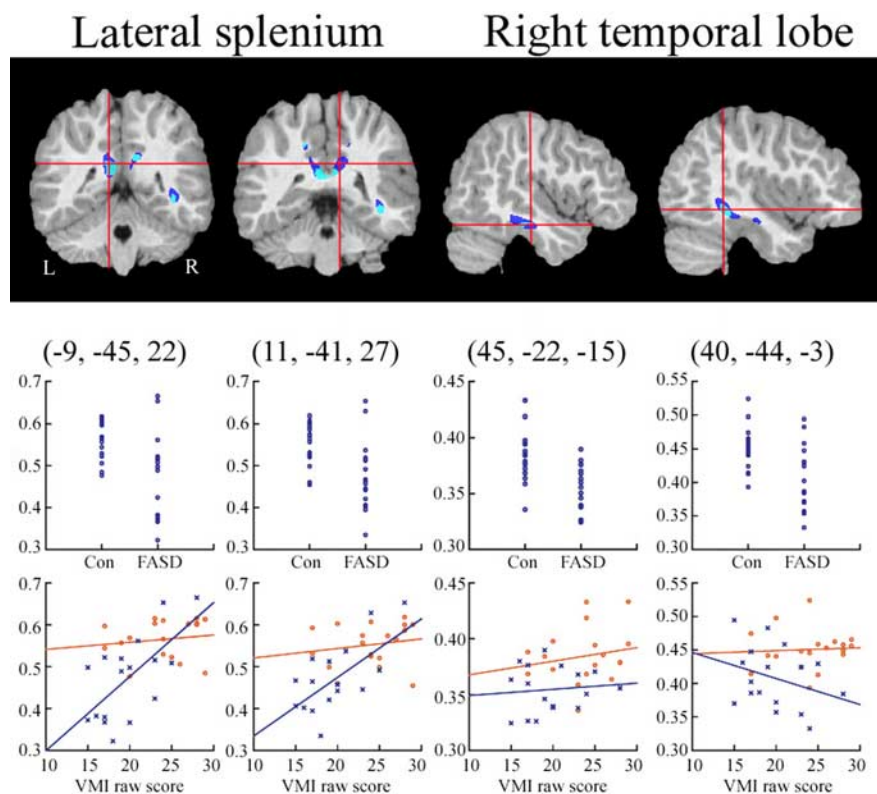 Lateral splenium Right temporal lobe
L R
(-9, -45, 22) (11, -41, 27) (45, -22, -15) (40, -44, -3)
0.7 0.7 0.45 0.55
0.6 0.6 0.40 0.50
0.5 0.5 0.45
0.4 0.4 0.35 0.40
0.35
0.3 0.3 0.30 0.30
Con FASD Con FASD Con FASD Con FASD
0.7 0.7 0.45 0.55
0.6 0.6 0.40 0.50
0.5 0.5 0.45
0.4 0.4 0.35 0.40
0.35
0.3 0.3 0.30 0.30
10 15 20 25 30 10 15 20 25 30 10 15 20 25 30 10 15 20 25 30
VMI raw score VMI raw score VMI raw score VMI raw score